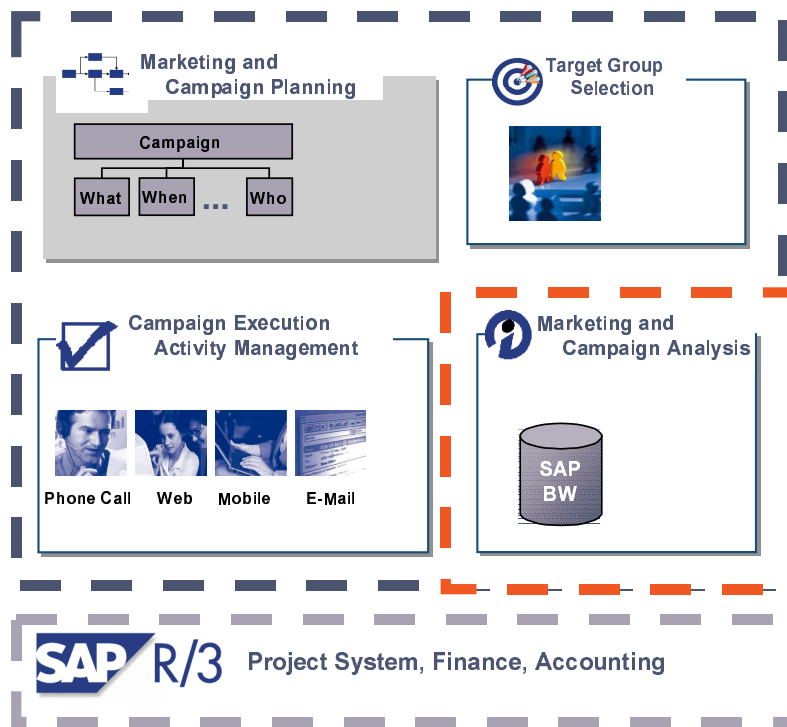 Marketing and
Campaign Planning
Campaign
What
When
...
Who
Target Group
Selection
Campaign Execution
Activity Management
Phone Call
Web
Mobile
E-Mail
Marketing and
Campaign Analysis
SAP
BW
SAP R/3 Project System, Finance, Accounting